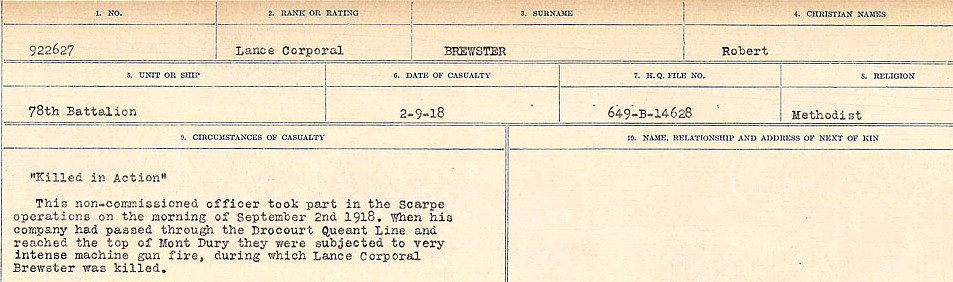 1. NO. 2. RANK OR RATING 3. SURNAME 4. CHRISTIAN NAMES
922627 Lance Corporal BREWSTER Robert
5. UNIT OR SHIP 6. DATE OF CASUALTY 7. H.Q. FILE NO. 8. RELIGION
78th Battalion 2-9-18 649-B-14628 Methodist
9. CIRCUMSTANCES OF CASUALTY 10. NAME, RELATIONSHIP AND ADDRESS OF NEXT OF KIN
"Killed in Action"
This non-commissioned officer took part in the Scarpe
operations on the morning of September 2nd 1918. When his
company had passed through the Drocourt Queant Line and
reached the top of Mont Dury they were subjected to very
intense machine gun fire, during which Lance Corporal
Brewster was killed.